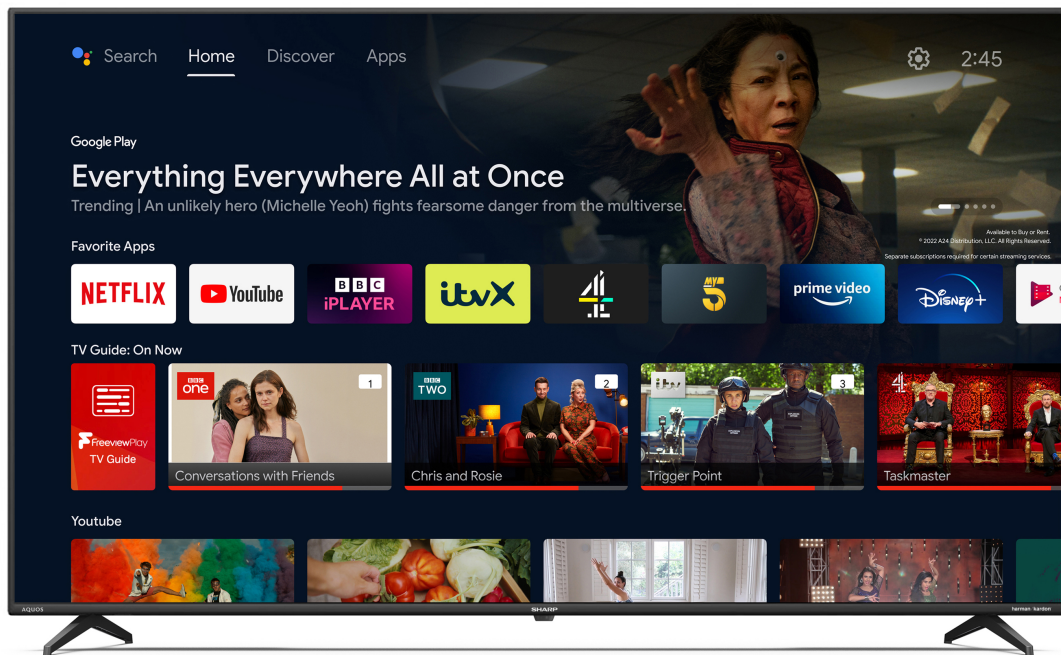 Search Home Discover Apps 2:45
Google Play
Everything Everywhere All at Once
Trending | An unlikely hero (Michelle Yeoh) fights fearsome danger from the multiverse.
Available to Buy or Rent.
© 2022 A24 Distribution, LLC. All Rights Reserved.
Separate subscriptions required for certain streaming services.
Favorite Apps
NETFLIX YouTube BBC iPLAYER itvX 4 MY5 prime video Disney+
TV Guide: On Now
FreeviewPlay
TV Guide
BBC one 1
Conversations with Friends
BBC TWO 2
Chris and Rosie
itv 3
Trigger Point
4
Taskmaster
Youtube
AQUOS SHARP harman/kardon